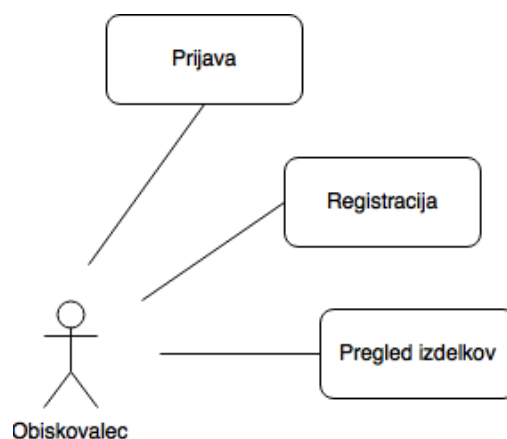 Prijava
Registracija
Pregled izdelkov
Obiskovalec